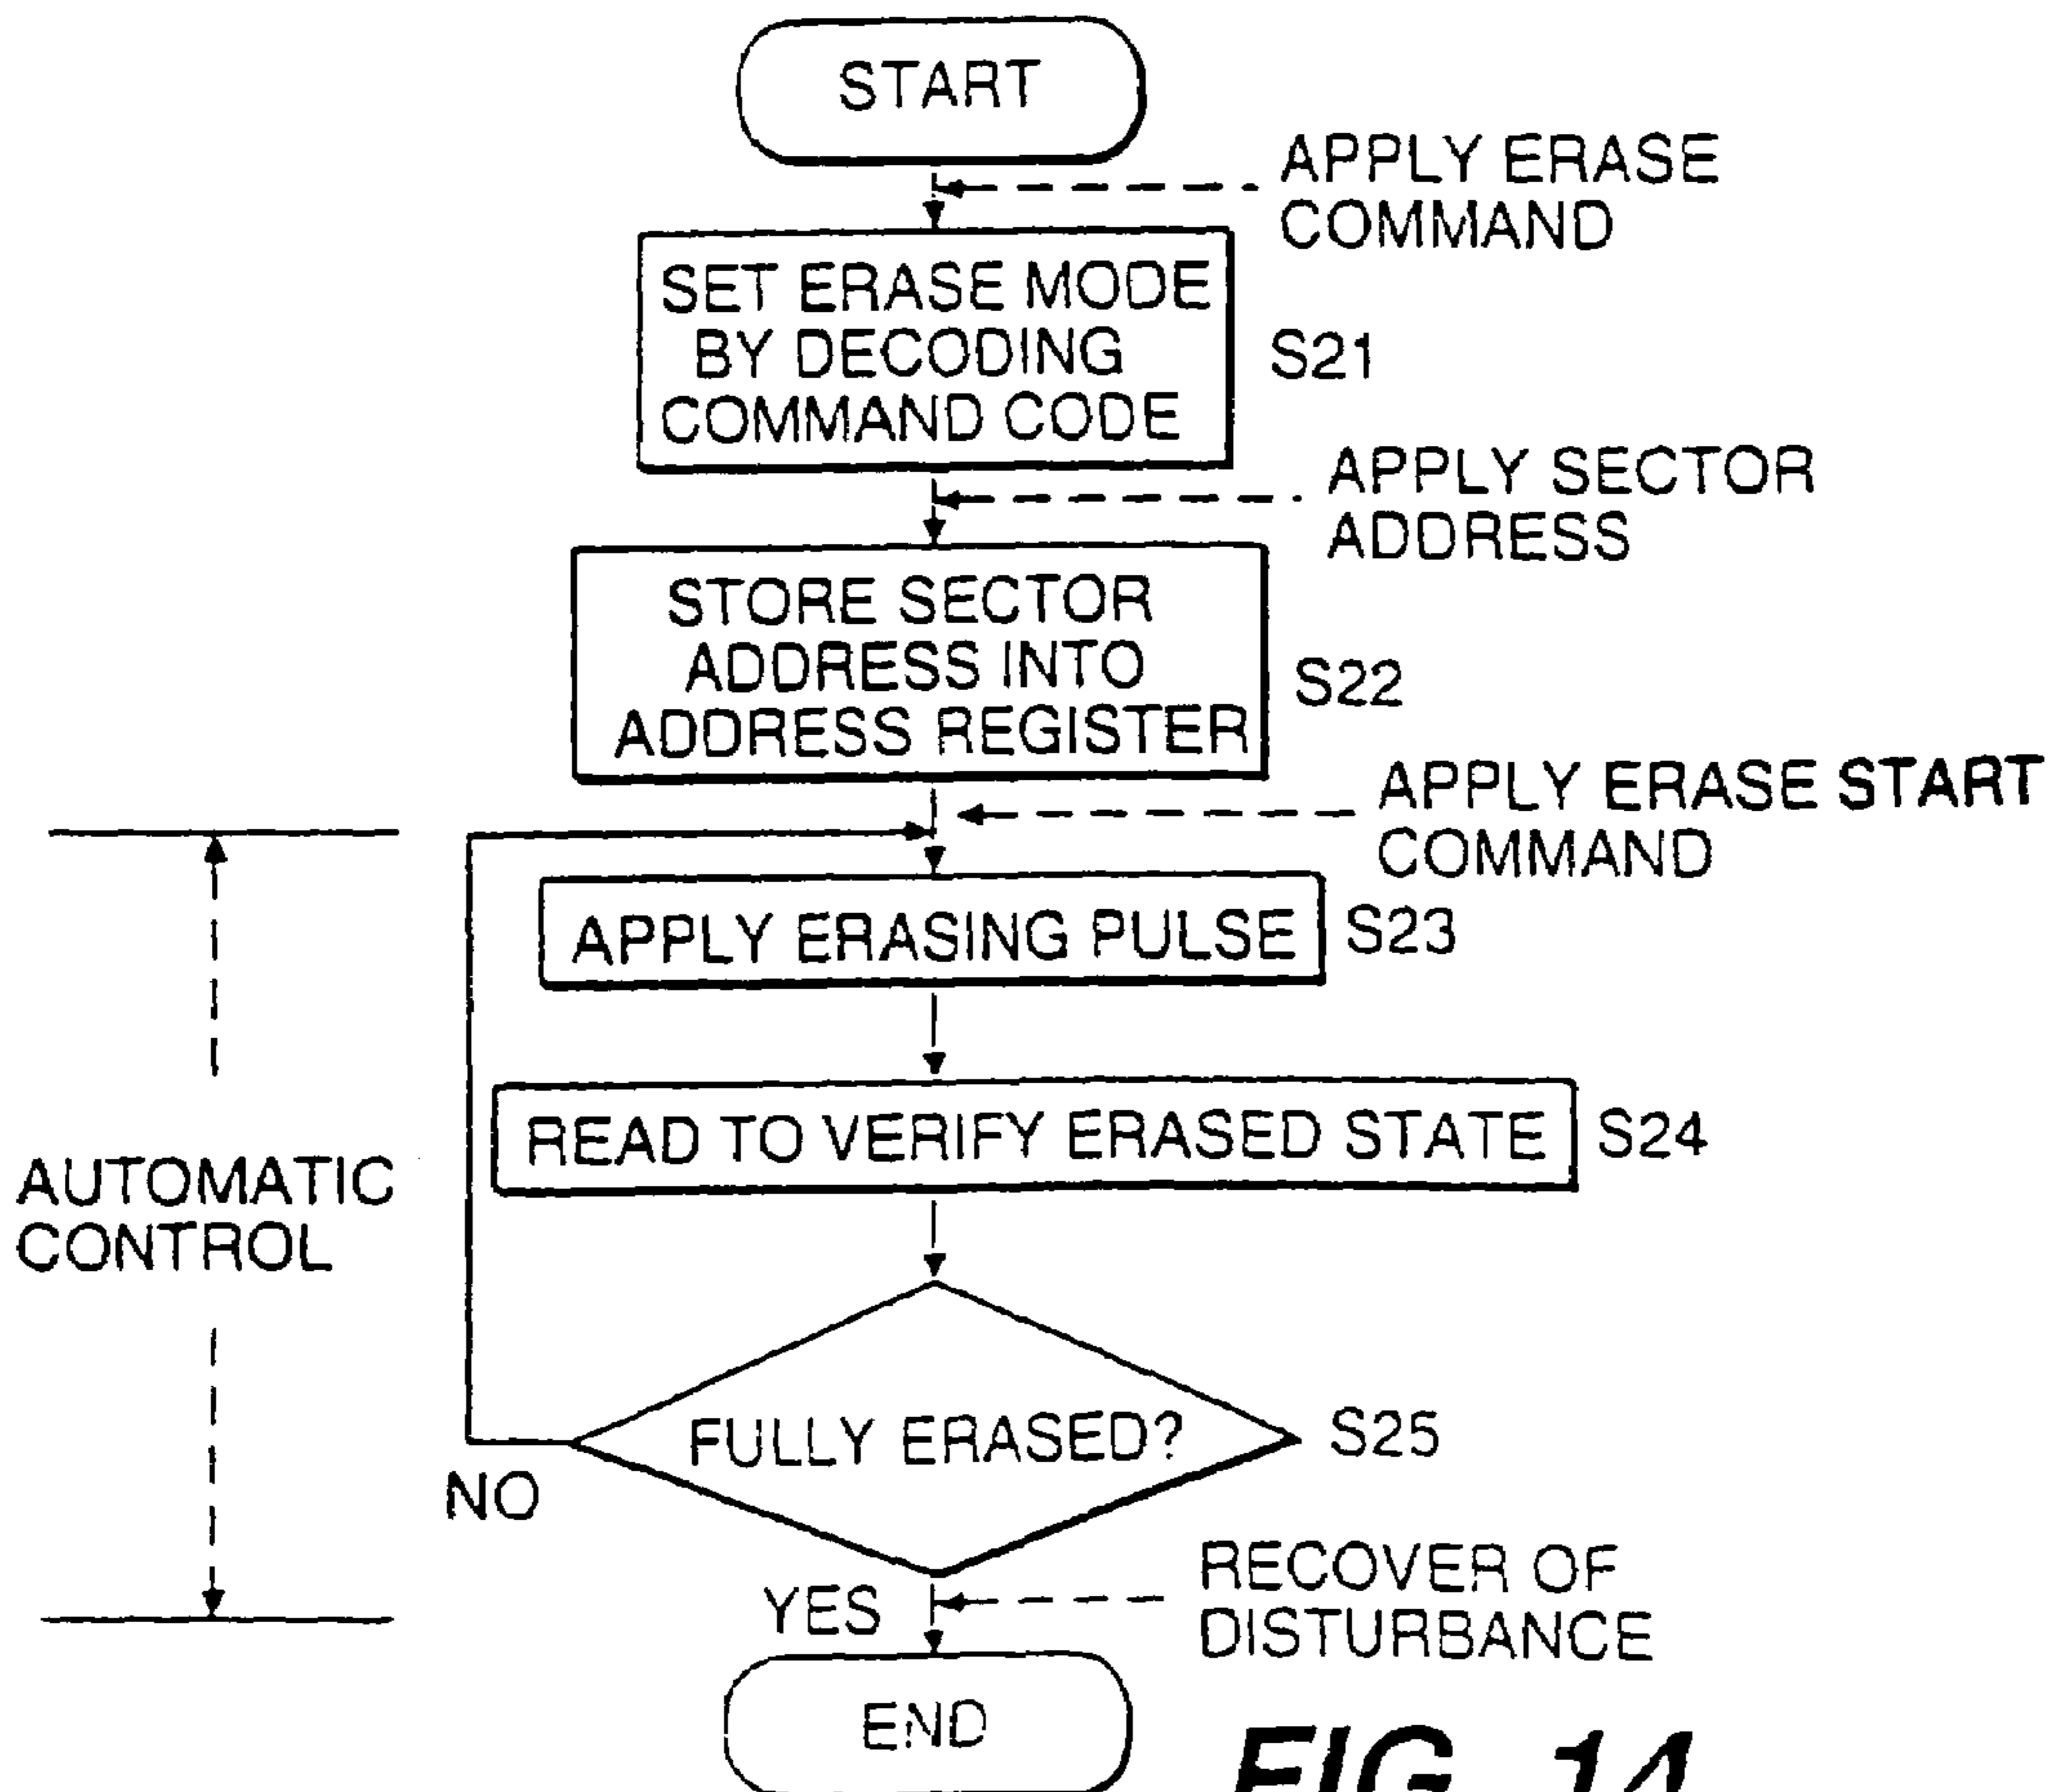 START
APPLY ERASE
COMMAND
SET ERASE MODE
BY DECODING
COMMAND CODE
S21
APPLY SECTOR
ADDRESS
STORE SECTOR
ADDRESS INTO
ADDRESS REGISTER
S22
APPLY ERASE START
COMMAND
APPLY ERASING PULSE
S23
READ TO VERIFY ERASED STATE
S24
AUTOMATIC
CONTROL
FULLY ERASED?
S25
NO
YES
RECOVER OF
DISTURBANCE
END
FIG. 14